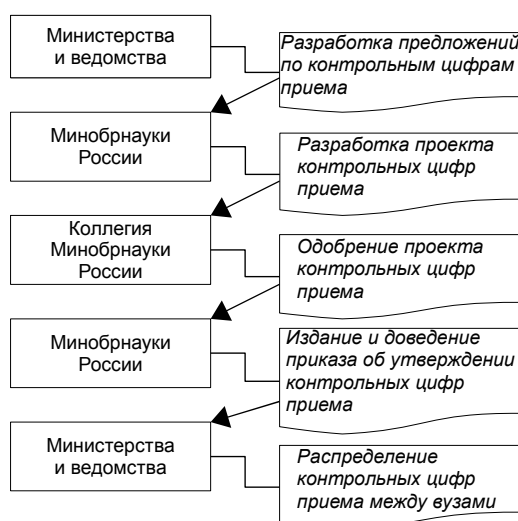 Министерства
и ведомства
Разработка предложений
по контрольным цифрам
приема
Минобрнауки
России
Разработка проекта
контрольных цифр
приема
Коллегия
Минобрнауки
России
Одобрение проекта
контрольных цифр
приема
Минобрнауки
России
Издание и доведение
приказа об утверждении
контрольных цифр
приема
Министерства
и ведомства
Распределение
контрольных цифр
приема между вузами